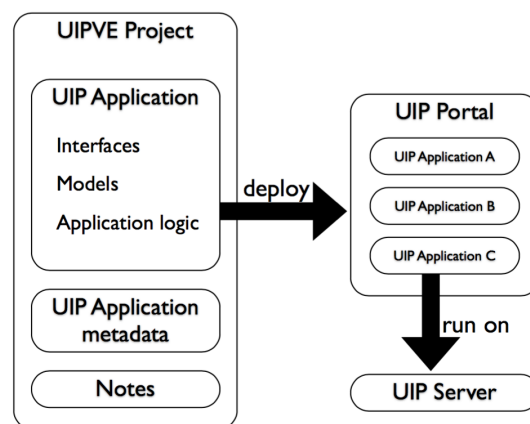 UIPVE Project
UIP Application
Interfaces
Models
Application logic
UIP Application
metadata
Notes
deploy
UIP Portal
UIP Application A
UIP Application B
UIP Application C
run on
UIP Server